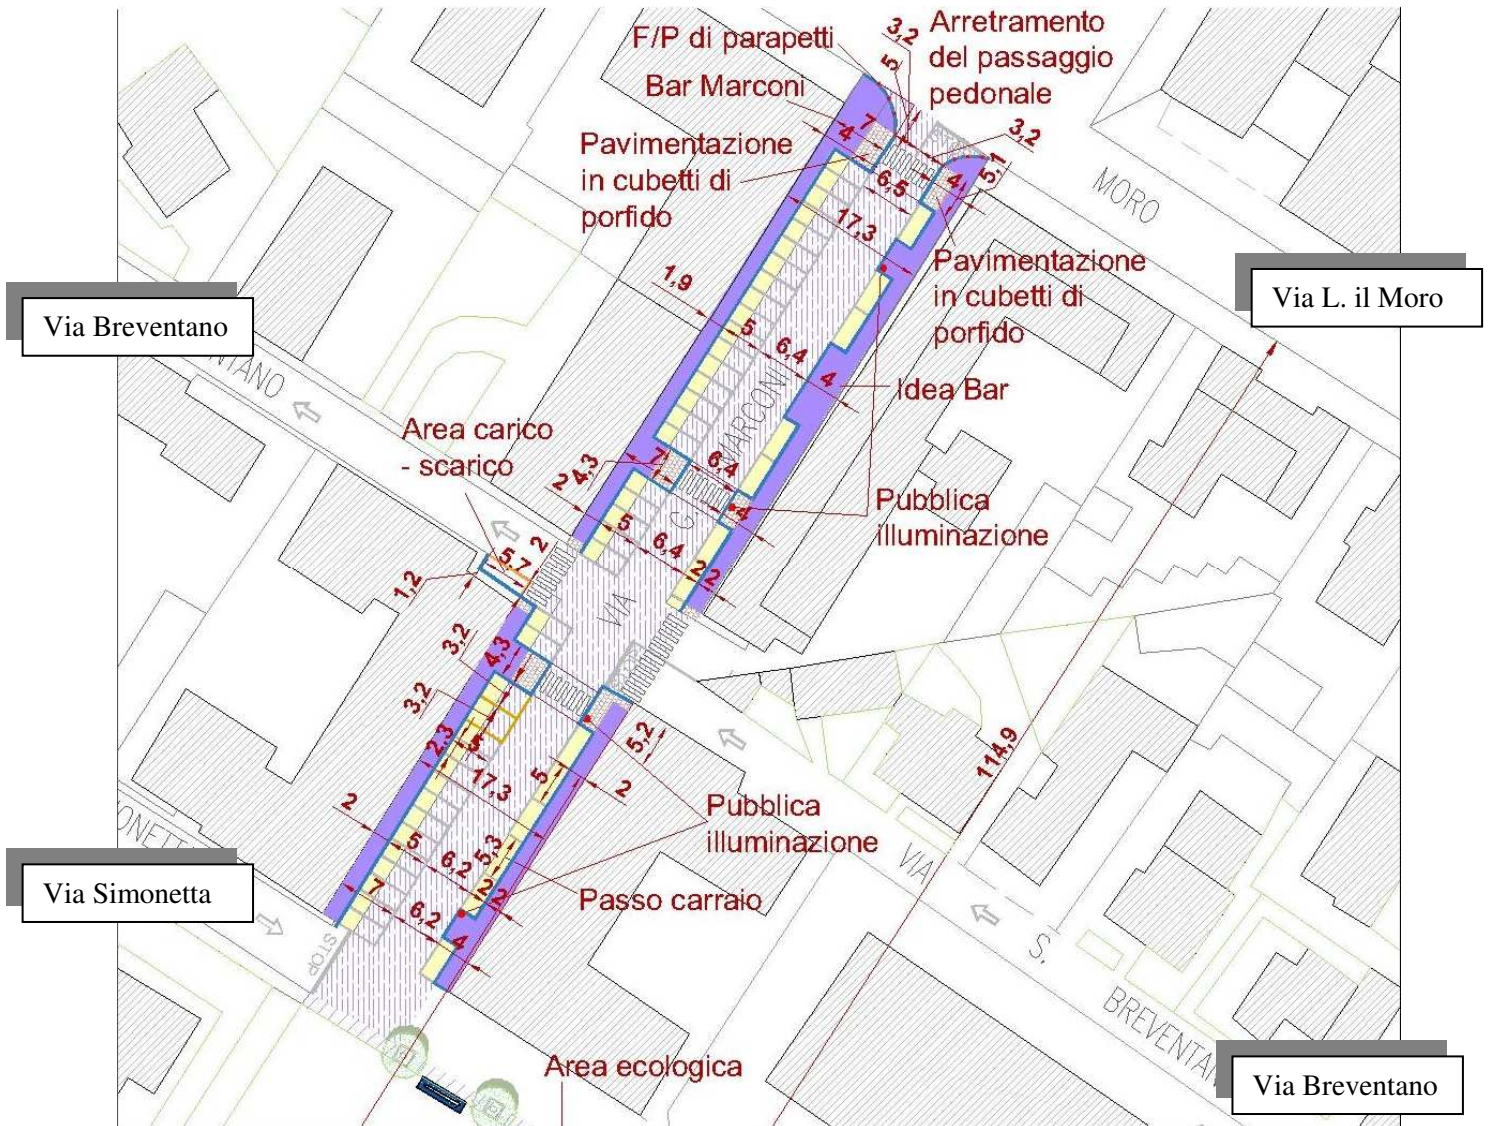 F/P di parapetti
3,2
Arretramento
del passaggio
pedonale
5
Bar Marconi
7
4
3,2
Pavimentazione
in cubetti di
porfido
6,5
4
5,1
MORO
17,3
Pavimentazione
in cubetti di
porfido
Via L. il Moro
1,9
Via Breventano
5
6,4
4
MARCONI
Idea Bar
NTANO
Area carico
- scarico
7
6,4
2
4,3
4
Pubblica
illuminazione
5
6,4
G.
2
2
2
5,7
1,2
VIA
3,2
4,3
3,2
2,3
5
5,2
114,9
17,3
5
2
2
Pubblica
illuminazione
ONETTA
5
6,2
5,3
VIA
Via Simonetta
7
2
2
Passo carraio
6,2
4
STOP
S.
BREVENTAN
Area ecologica
Via Breventano